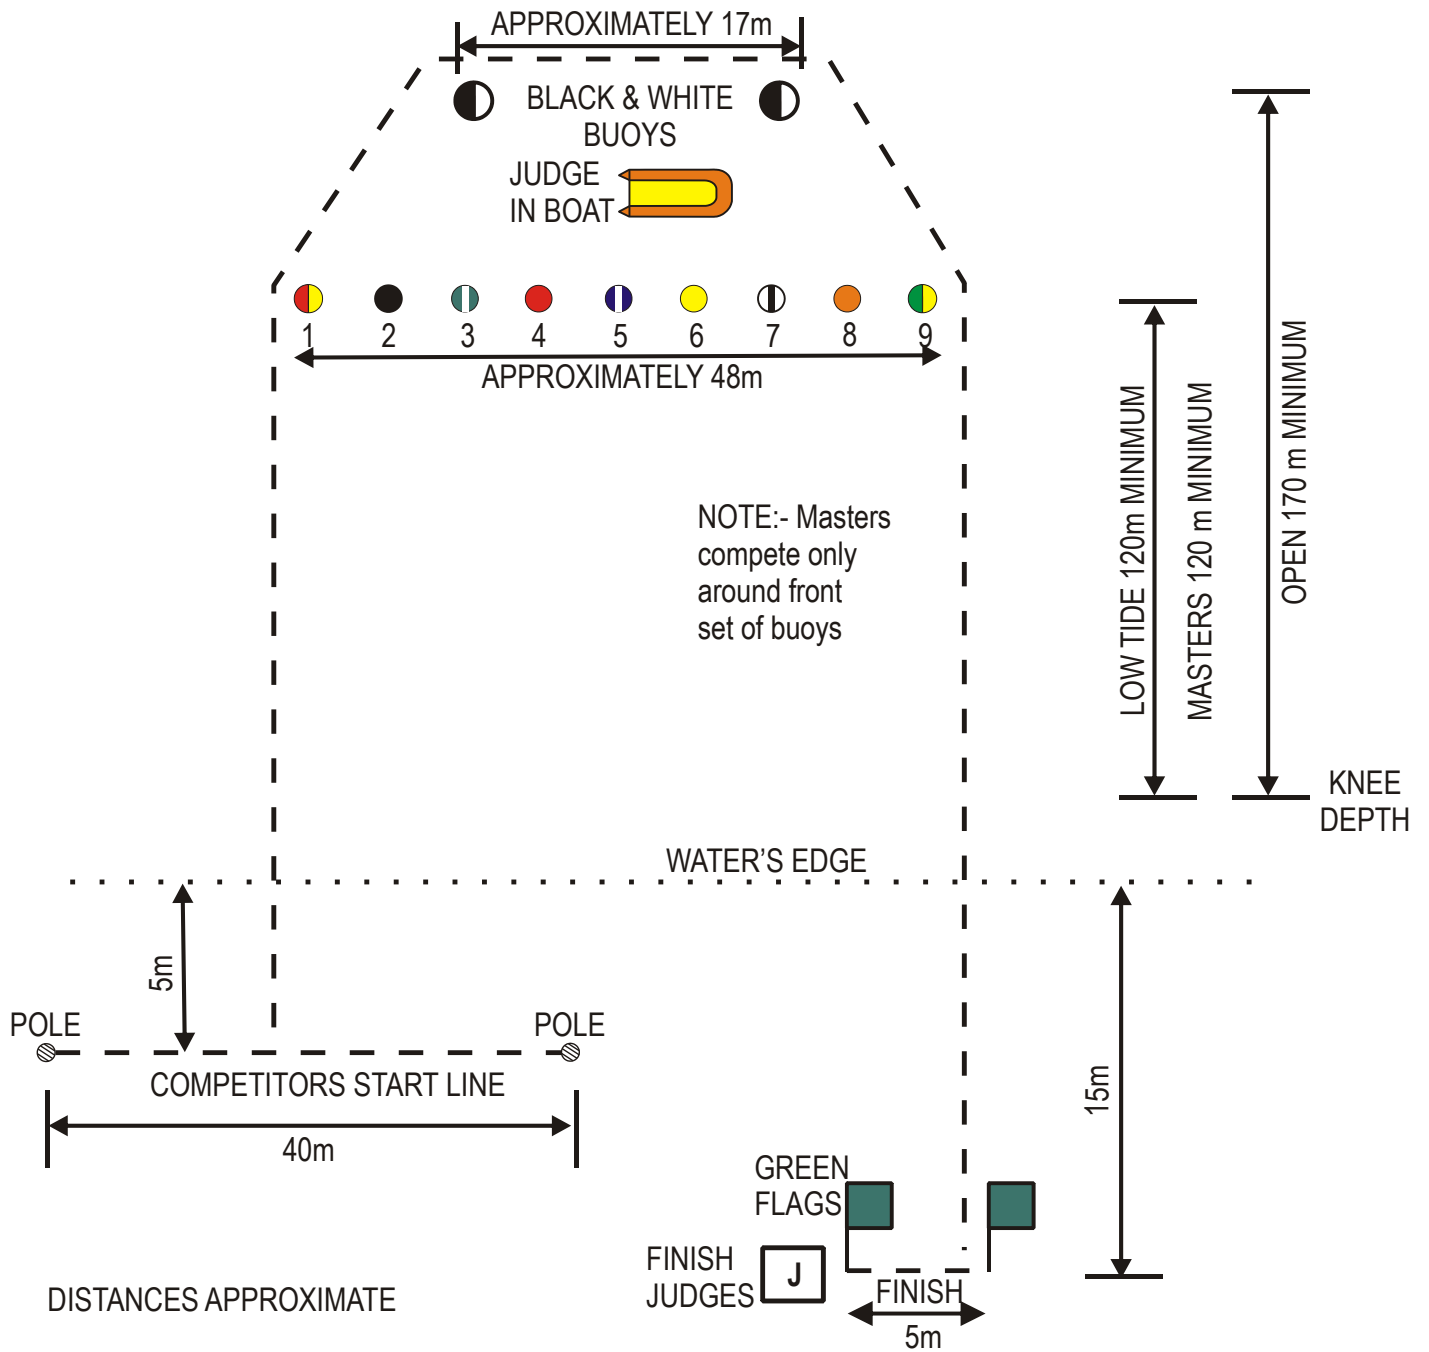 APPROXIMATELY 17m
BLACK & WHITE
BUOYS
JUDGE
IN BOAT
1 2 3 4 5 6 7 8 9
APPROXIMATELY 48m
NOTE:- Masters
compete only
around front
set of buoys
LOW TIDE 120m MINIMUM
MASTERS 120 m MINIMUM
OPEN 170 m MINIMUM
KNEE
DEPTH
WATER'S EDGE
5m
POLE
POLE
COMPETITORS START LINE
40m
15m
GREEN
FLAGS
FINISH
JUDGES
J
FINISH
5m
DISTANCES APPROXIMATE